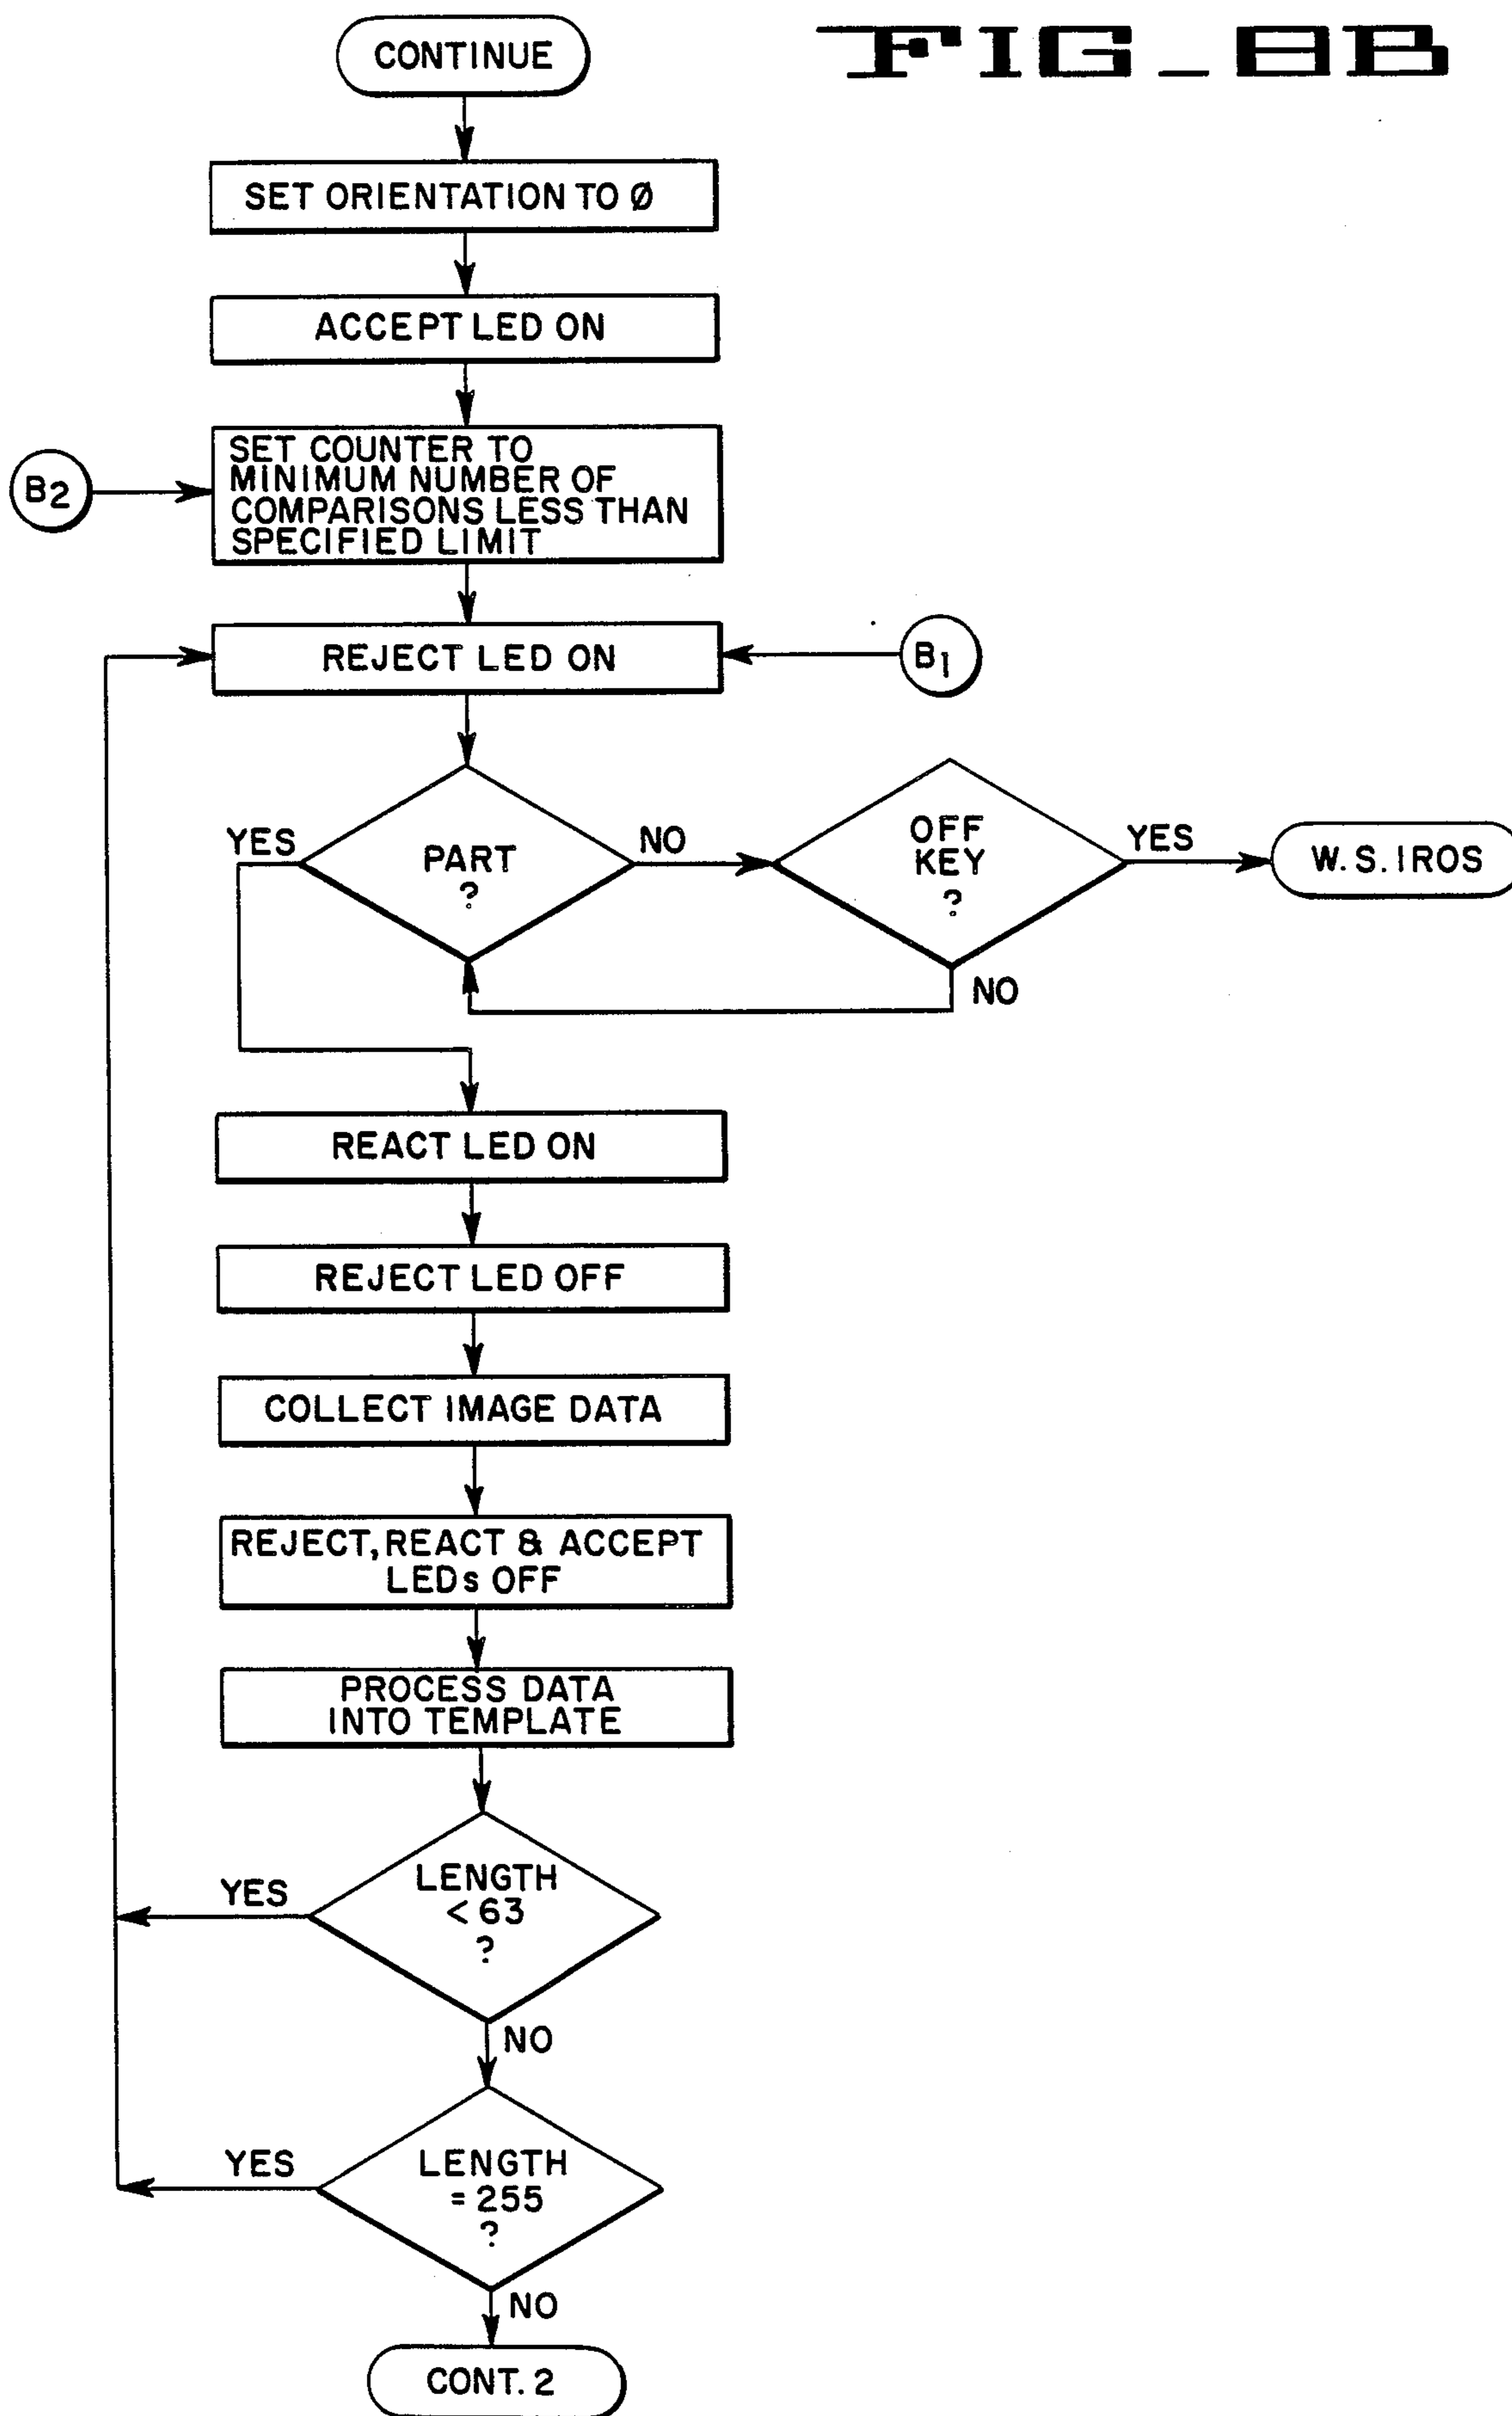 FIG_8B
CONTINUE
SET ORIENTATION TO Ø
ACCEPT LED ON
B2
SET COUNTER TO
MINIMUM NUMBER OF
COMPARISONS LESS THAN
SPECIFIED LIMIT
REJECT LED ON
B1
YES
PART
?
NO
OFF
KEY
?
YES
W.S. IROS
NO
REACT LED ON
REJECT LED OFF
COLLECT IMAGE DATA
REJECT, REACT & ACCEPT
LEDs OFF
PROCESS DATA
INTO TEMPLATE
YES
LENGTH
< 63
?
NO
YES
LENGTH
= 255
?
NO
CONT. 2